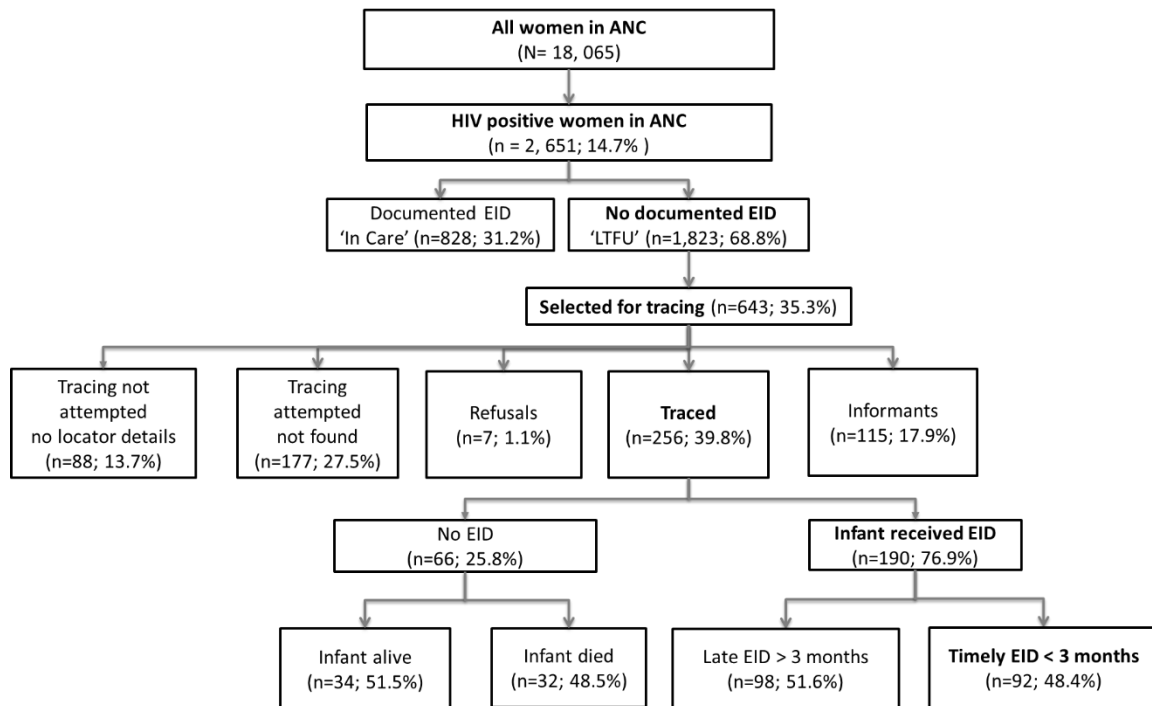 All women in ANC
(N= 18, 065)
HIV positive women in ANC
(n = 2, 651; 14.7% )
Documented EID
‘In Care’ (n=828; 31.2%)
No documented EID
‘LTFU’ (n=1,823; 68.8%)
Selected for tracing (n=643; 35.3%)
Tracing not
attempted
no locator details
(n=88; 13.7%)
Tracing
attempted
not found
(n=177; 27.5%)
Refusals
(n=7; 1.1%)
Traced
(n=256; 39.8%)
Informants
(n=115; 17.9%)
No EID
(n=66; 25.8%)
Infant received EID
(n=190; 76.9%)
Infant alive
(n=34; 51.5%)
Infant died
(n=32; 48.5%)
Late EID > 3 months
(n=98; 51.6%)
Timely EID < 3 months
(n=92; 48.4%)